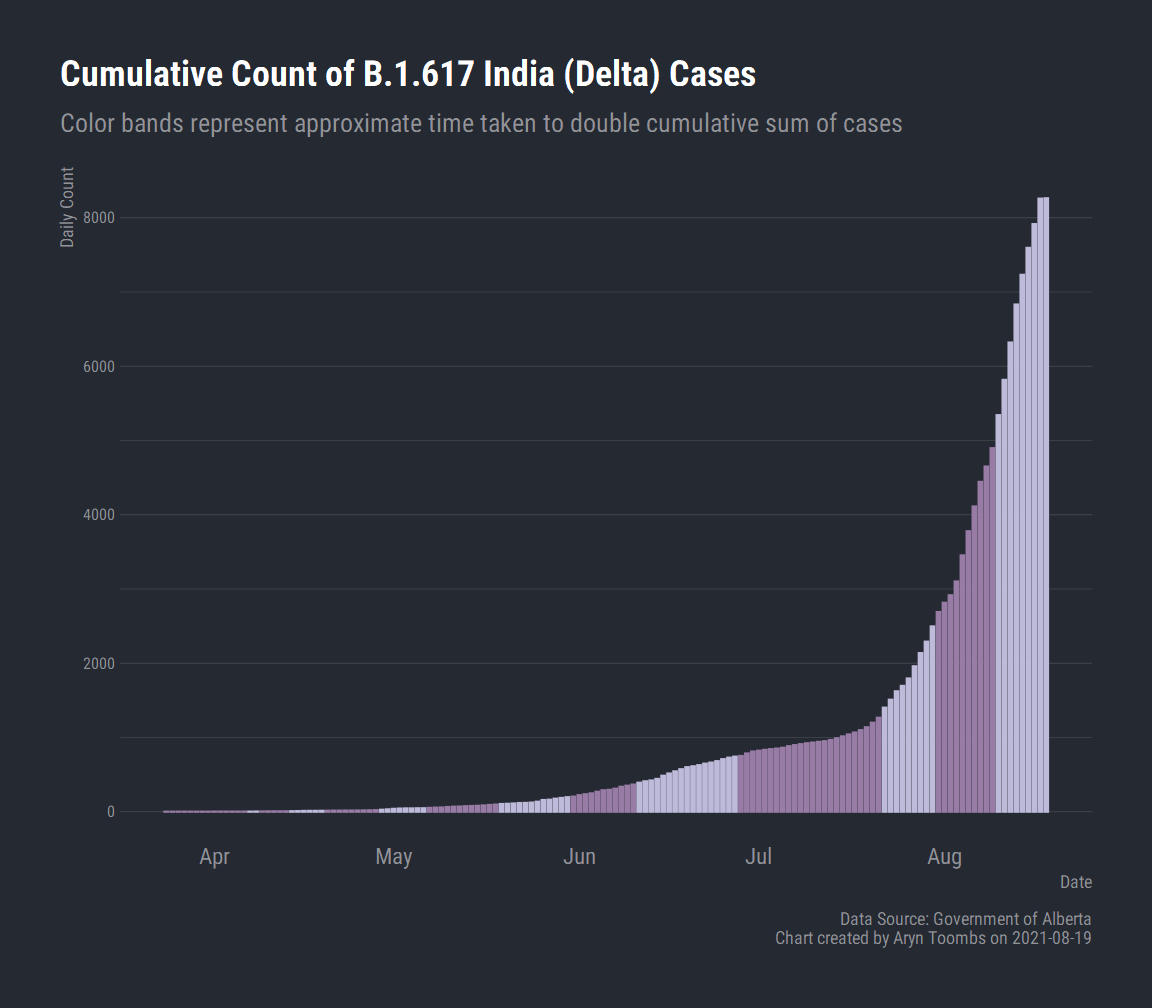 Cumulative Count of B.1.617 India (Delta) Cases
Color bands represent approximate time taken to double cumulative sum of cases
Daily Count
8000
6000
4000
2000
0
Apr May Jun Jul Aug
Date
Data Source: Government of Alberta
Chart created by Aryn Toombs on 2021-08-19